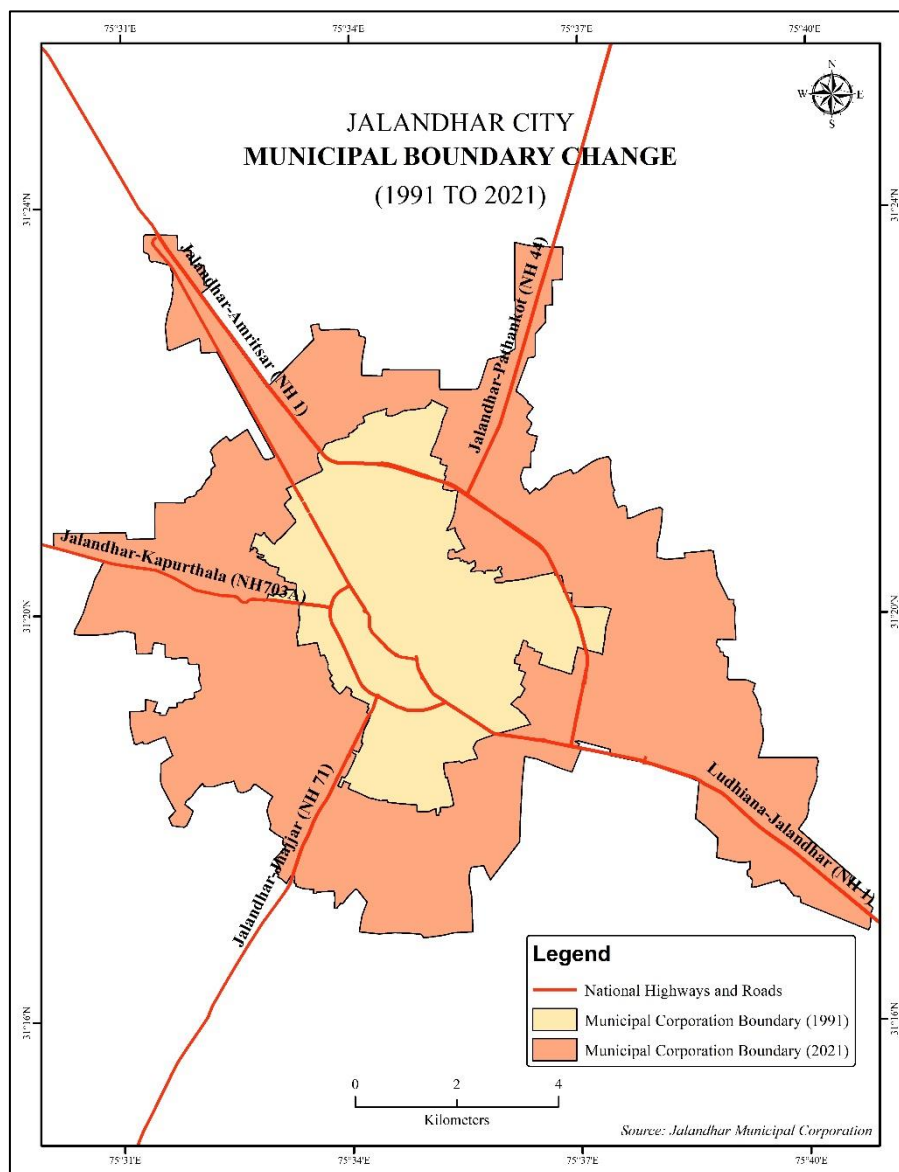 75°31'E 75°34'E 75°37'E 75°40'E
N
W E
S
JALANDHAR CITY
MUNICIPAL BOUNDARY CHANGE
(1991 TO 2021)
31°24'N 31°24'N
Jalandhar-Amritsar (NH 1)
Jalandhar-Pathankot (NH 44)
Jalandhar-Kapurthala (NH703A)
31°20'N 31°20'N
Jalandhar-Jhajjar (NH 71)
Ludhiana-Jalandhar (NH 1)
Legend
National Highways and Roads
Municipal Corporation Boundary (1991)
Municipal Corporation Boundary (2021)
31°16'N 31°16'N
0 2 4
Kilometers
Source: Jalandhar Municipal Corporation
75°31'E 75°34'E 75°37'E 75°40'E